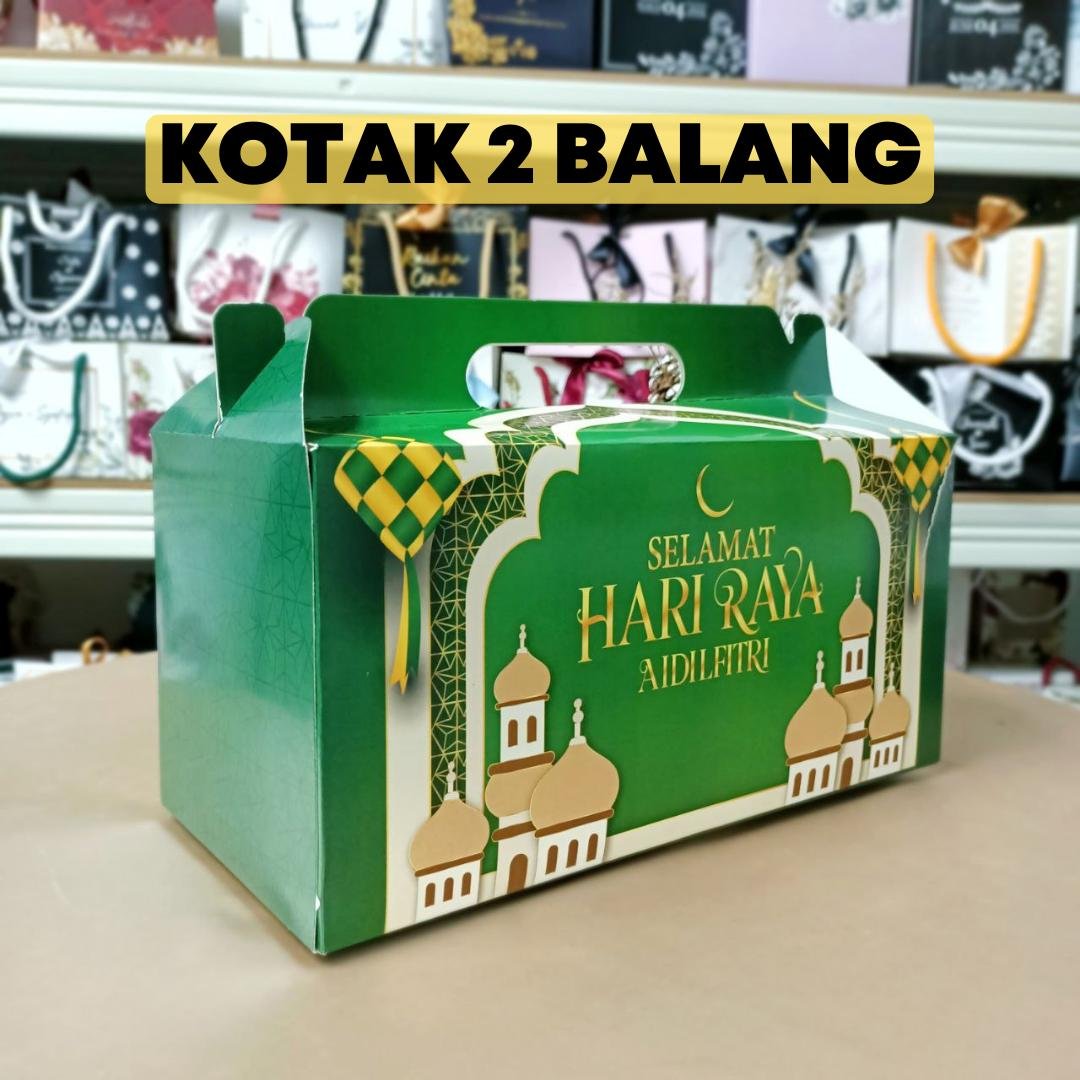 KOTAK 2 BALANG
SELAMAT
HARI RAYA
AIDILFITRI